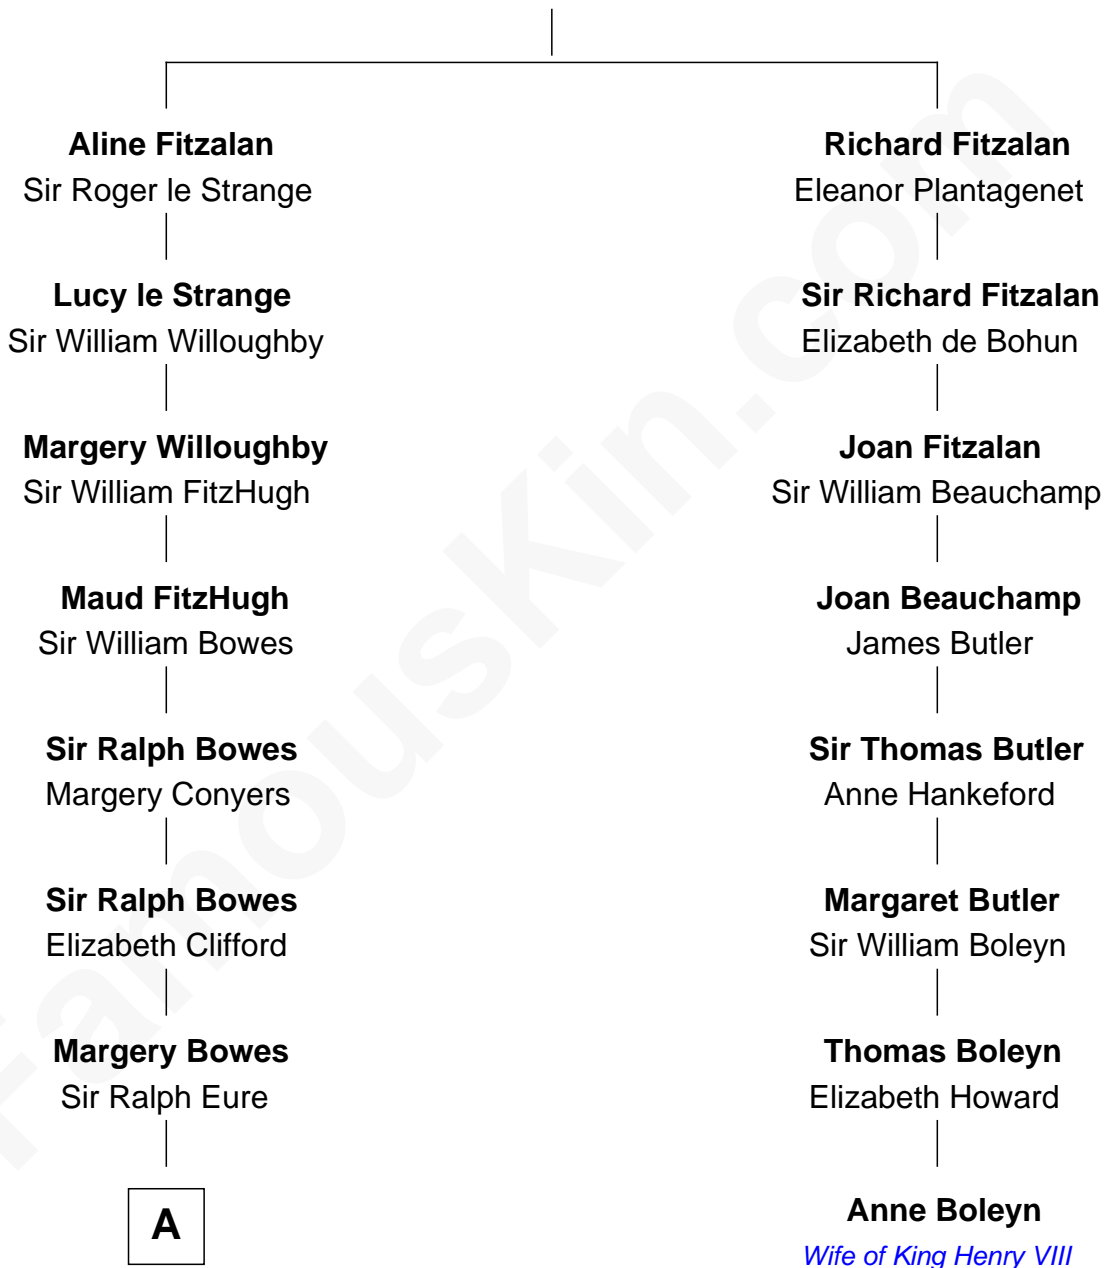 Aline Fitzalan
Sir Roger le Strange
Lucy le Strange
Sir William Willoughby
Margery Willoughby
Sir William FitzHugh
Maud FitzHugh
Sir William Bowes
Sir Ralph Bowes
Margery Conyers
Sir Ralph Bowes
Elizabeth Clifford
Margery Bowes
Sir Ralph Eure
A
Richard Fitzalan
Eleanor Plantagenet
Sir Richard Fitzalan
Elizabeth de Bohun
Joan Fitzalan
Sir William Beauchamp
Joan Beauchamp
James Butler
Sir Thomas Butler
Anne Hankeford
Margaret Butler
Sir William Boleyn
Thomas Boleyn
Elizabeth Howard
Anne Boleyn
Wife of King Henry VIII
FamousKin.com